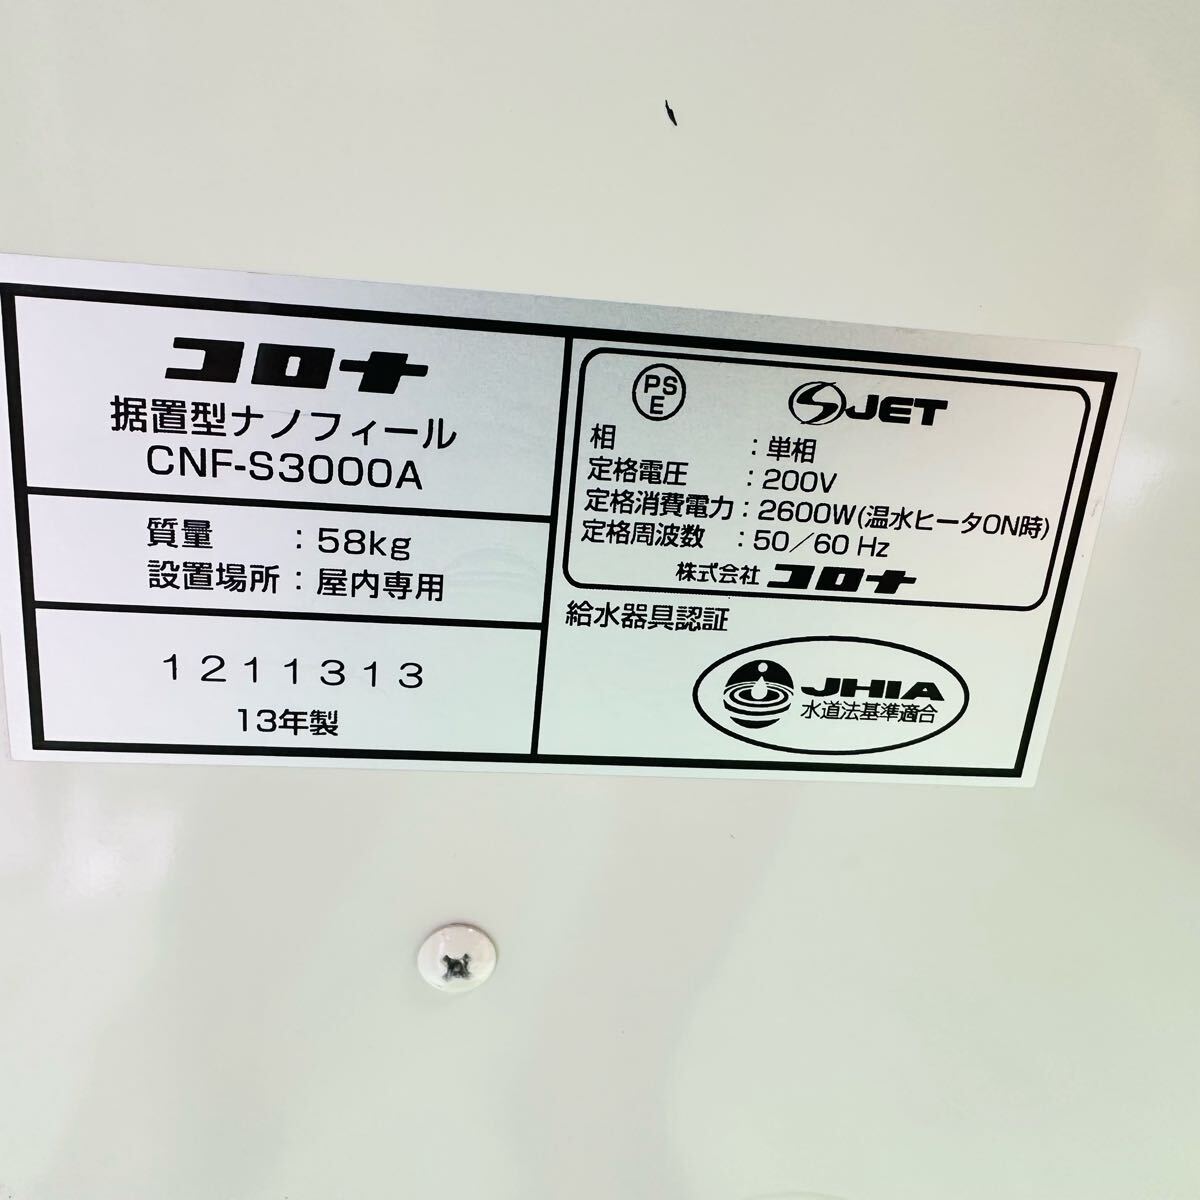 コロナ
据置型ナノフィール
CNF-S3000A
質量 : 58kg
設置場所 : 屋内専用
1211313
13年製
PS
E
S JET
相 : 単相
定格電圧 : 200V
定格消費電力 : 2600W(温水ヒータON時)
定格周波数 : 50/60 Hz
株式会社 コロナ
給水器具認証
JHIA
水道法基準適合